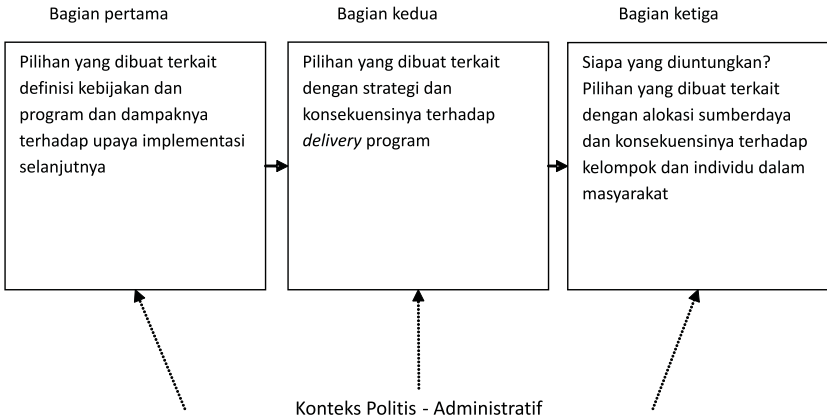 Bagian pertama
Bagian kedua
Bagian ketiga
Pilihan yang dibuat terkait
definisi kebijakan dan
program dan dampaknya
terhadap upaya implementasi
selanjutnya
Pilihan yang dibuat terkait
dengan strategi dan
konsekuensinya terhadap
delivery program
Siapa yang diuntungkan?
Pilihan yang dibuat terkait
dengan alokasi sumberdaya
dan konsekuensinya terhadap
kelompok dan individu dalam
masyarakat
Konteks Politis - Administratif